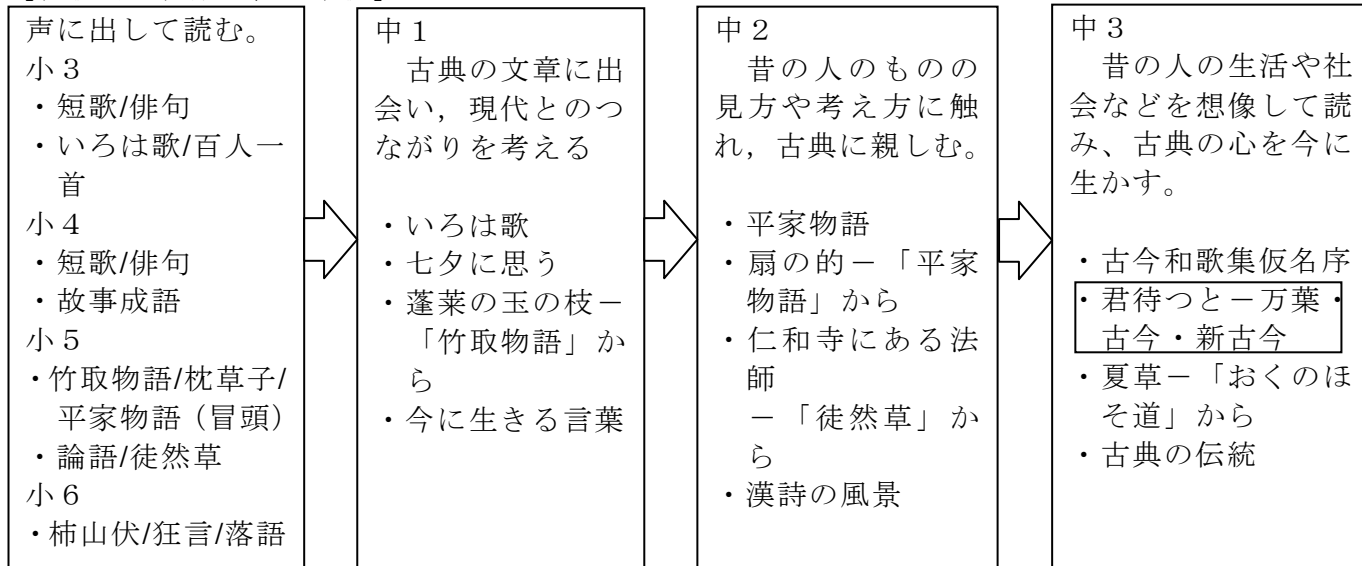 声に出して読む。
小３
・短歌/俳句
・いろは歌/百人一
首
小４
・短歌/俳句
・故事成語
小５
・竹取物語/枕草子/
平家物語（冒頭）
・論語/徒然草
小６
・柿山伏/狂言/落語
中１
古典の文章に出
会い，現代とのつ
ながりを考える
・いろは歌
・七夕に思う
・蓬莱の玉の枝－
「竹取物語」か
ら
・今に生きる言葉
中２
昔の人のものの
見方や考え方に触
れ，古典に親しむ。
・平家物語
・扇の的－「平家
物語」から
・仁和寺にある法
師
－「徒然草」か
ら
・漢詩の風景
中３
昔の人の生活や社
会などを想像して読
み、古典の心を今に
生かす。
・古今和歌集仮名序
・君待つと－万葉・
古今・新古今
・夏草－「おくのほ
そ道」から
・古典の伝統